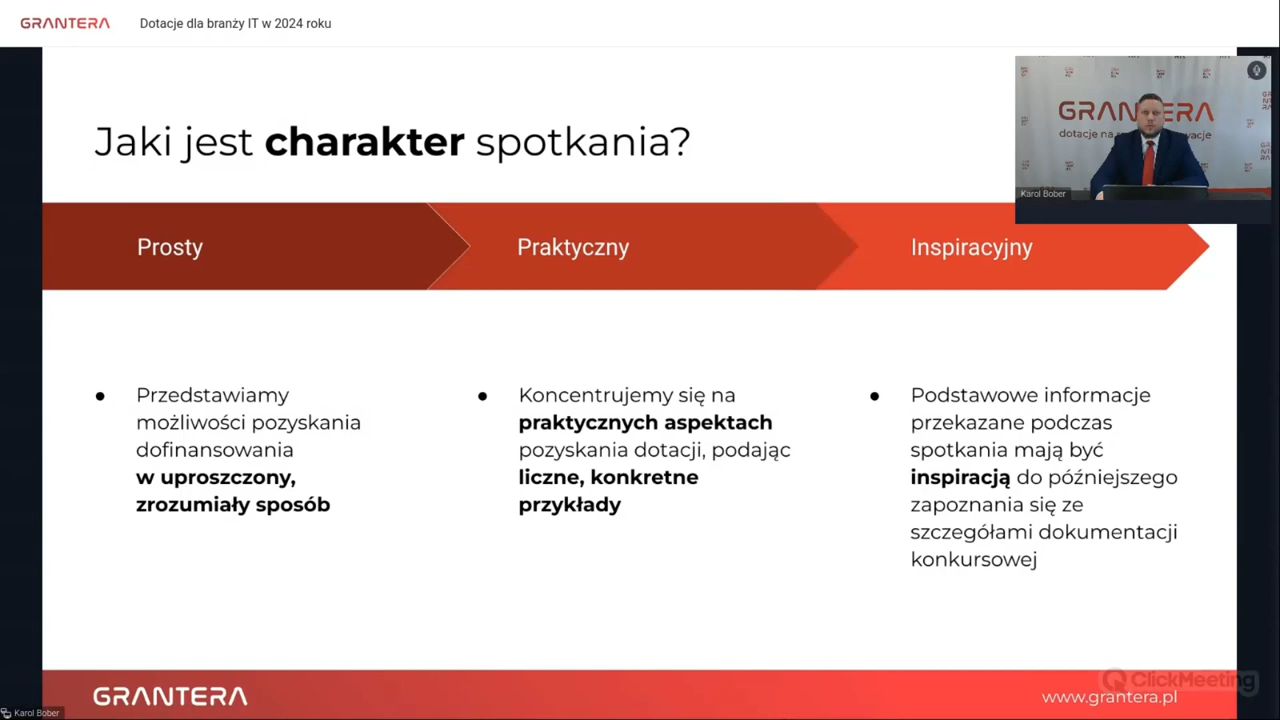 GRANTERA
Dotacje dla branży IT w 2024 roku
Jaki jest charakter spotkania?
GRANTERA
Karol Bober
Prosty
Praktyczny
Inspiracyjny
Przedstawiamy
możliwości pozyskania
dofinansowania
w uproszczony,
zrozumiały sposób
Koncentrujemy się na
praktycznych aspektach
pozyskania dotacji, podając
liczne, konkretne
przykłady
Podstawowe informacje
przekazane podczas
spotkania mają być
inspiracją do późniejszego
zapoznania się ze
szczegółami dokumentacji
konkursowej
GRANTERA
ClickMeeting
www.grantera.pl
Karol Bober